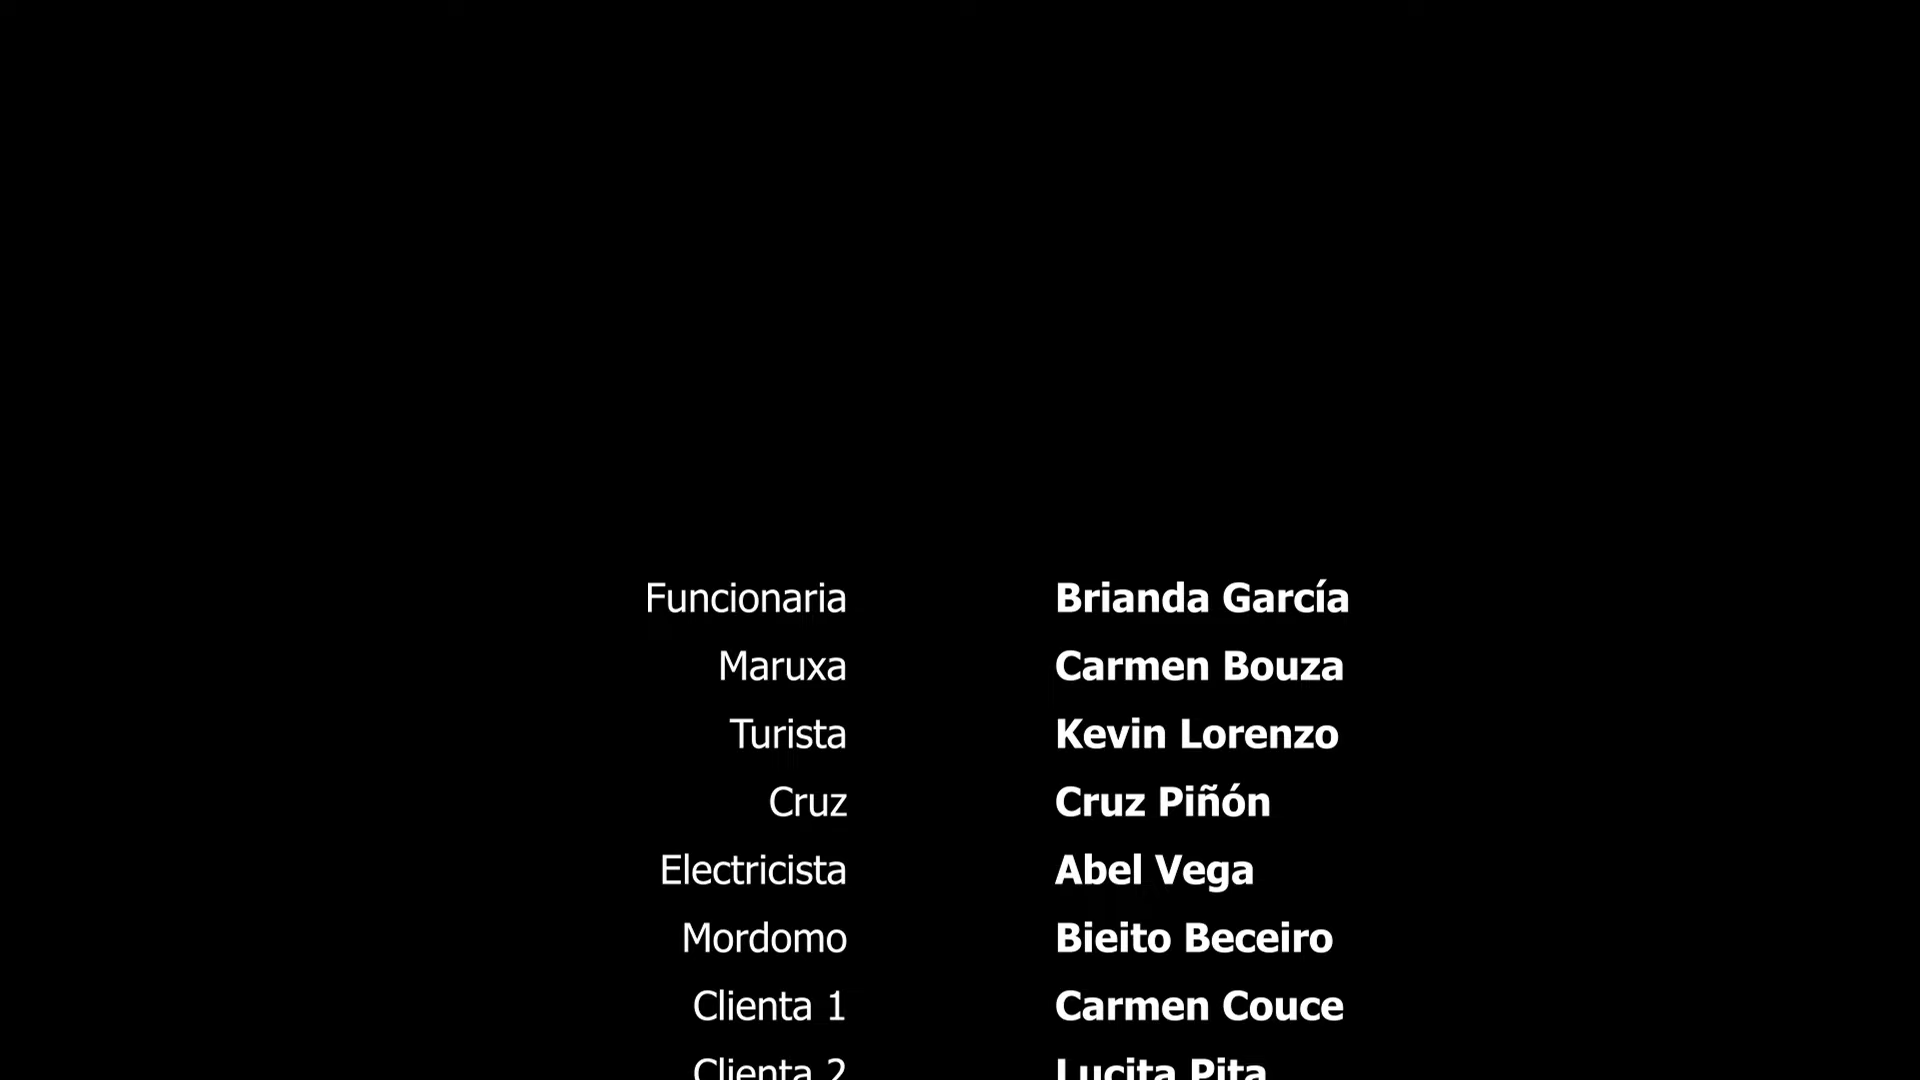 Funcionaria Brianda García
Maruxa Carmen Bouza
Turista Kevin Lorenzo
Cruz Cruz Piñón
Electricista Abel Vega
Mordomo Bieito Beceiro
Clienta 1 Carmen Couce
Clienta 2 Lucita Pita